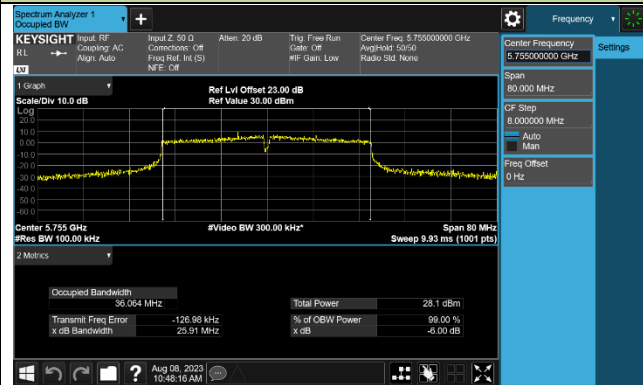 Spectrum Analyzer 1
Occupied BW
Frequency
KEYSIGHT
RL
LXI
Input: RF
Coupling: AC
Align: Auto
Input Z: 50 Ω
Corrections: Off
Freq Ref: Int (S)
NFE: Off
Atten: 20 dB
Trig: Free Run
Gate: Off
#IF Gain: Low
Center Freq: 5.755000000 GHz
Avg|Hold: 50/50
Radio Std: None
Center Frequency
5.755000000 GHz
Settings
Span
80.000 MHz
CF Step
8.000000 MHz
Auto
Man
Freq Offset
0 Hz
1 Graph
Scale/Div 10.0 dB
Ref Lvl Offset 23.00 dB
Ref Value 30.00 dBm
Log
20.0
10.0
0.00
-10.0
-20.0
-30.0
-40.0
-50.0
-60.0
Center 5.755 GHz
#Res BW 100.00 kHz
#Video BW 300.00 kHz*
Span 80 MHz
Sweep 9.93 ms (1001 pts)
2 Metrics
Occupied Bandwidth
36.064 MHz
Total Power
28.1 dBm
Transmit Freq Error
-126.98 kHz
% of OBW Power
99.00 %
x dB Bandwidth
25.91 MHz
x dB
-6.00 dB
Aug 08, 2023
10:48:16 AM